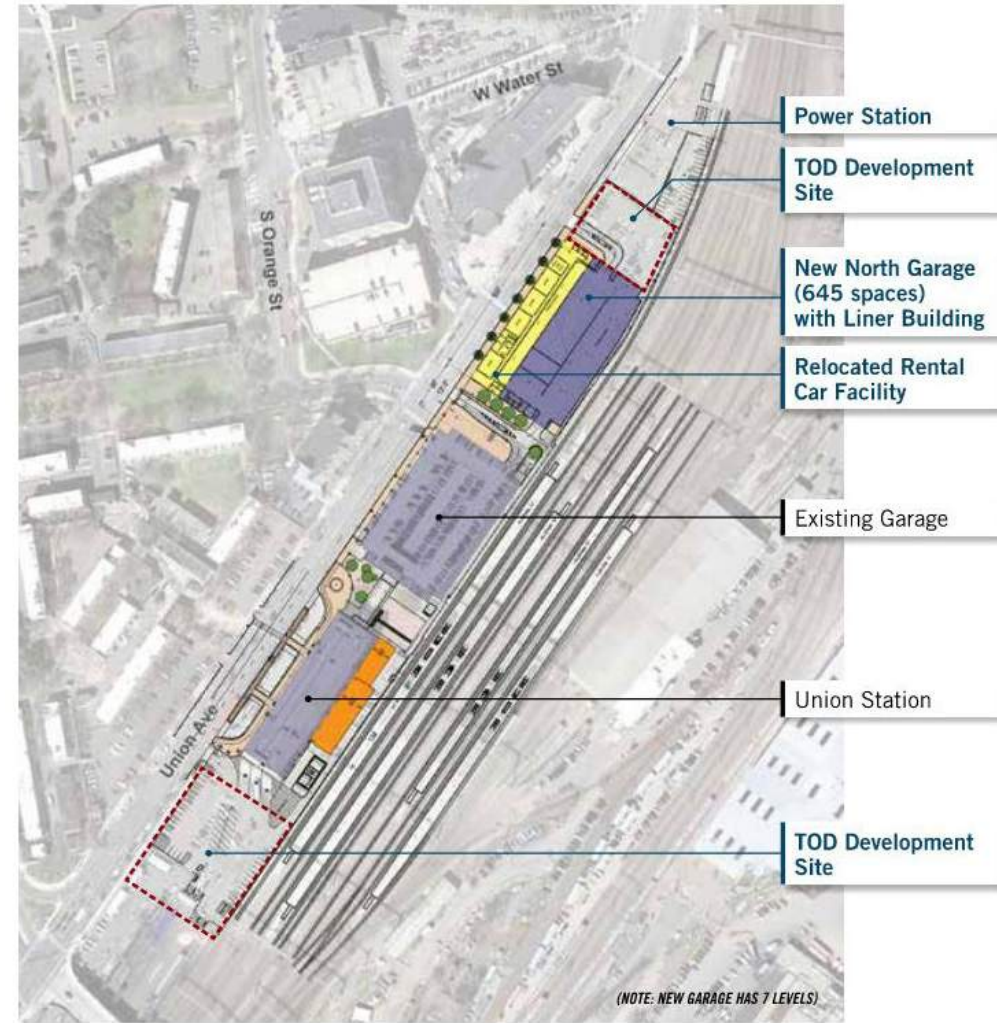 W Water St
S Orange St
Union Ave
Power Station
TOD Development
Site
New North Garage
(645 spaces)
with Liner Building
Relocated Rental
Car Facility
Existing Garage
Union Station
TOD Development
Site
(NOTE: NEW GARAGE HAS 7 LEVELS)